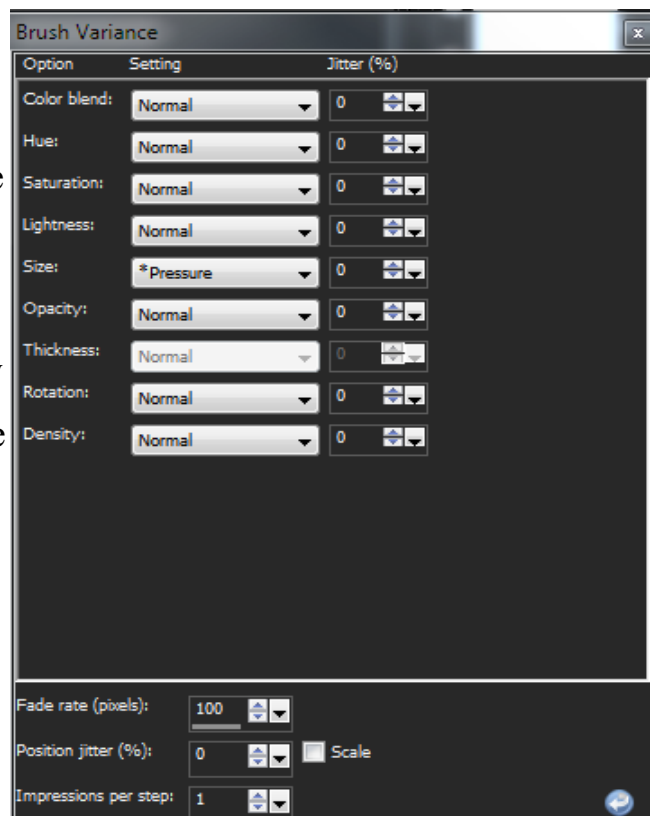 Brush Variance
Option Setting Jitter (%)
Color blend: Normal 0
Hue: Normal 0
e
Saturation: Normal 0
Lightness: Normal 0
Size: *Pressure 0
Opacity: Normal 0
Thickness: Normal 0
Rotation: Normal 0
e
Density: Normal 0
Fade rate (pixels): 100
Position jitter (%): 0 Scale
Impressions per step: 1